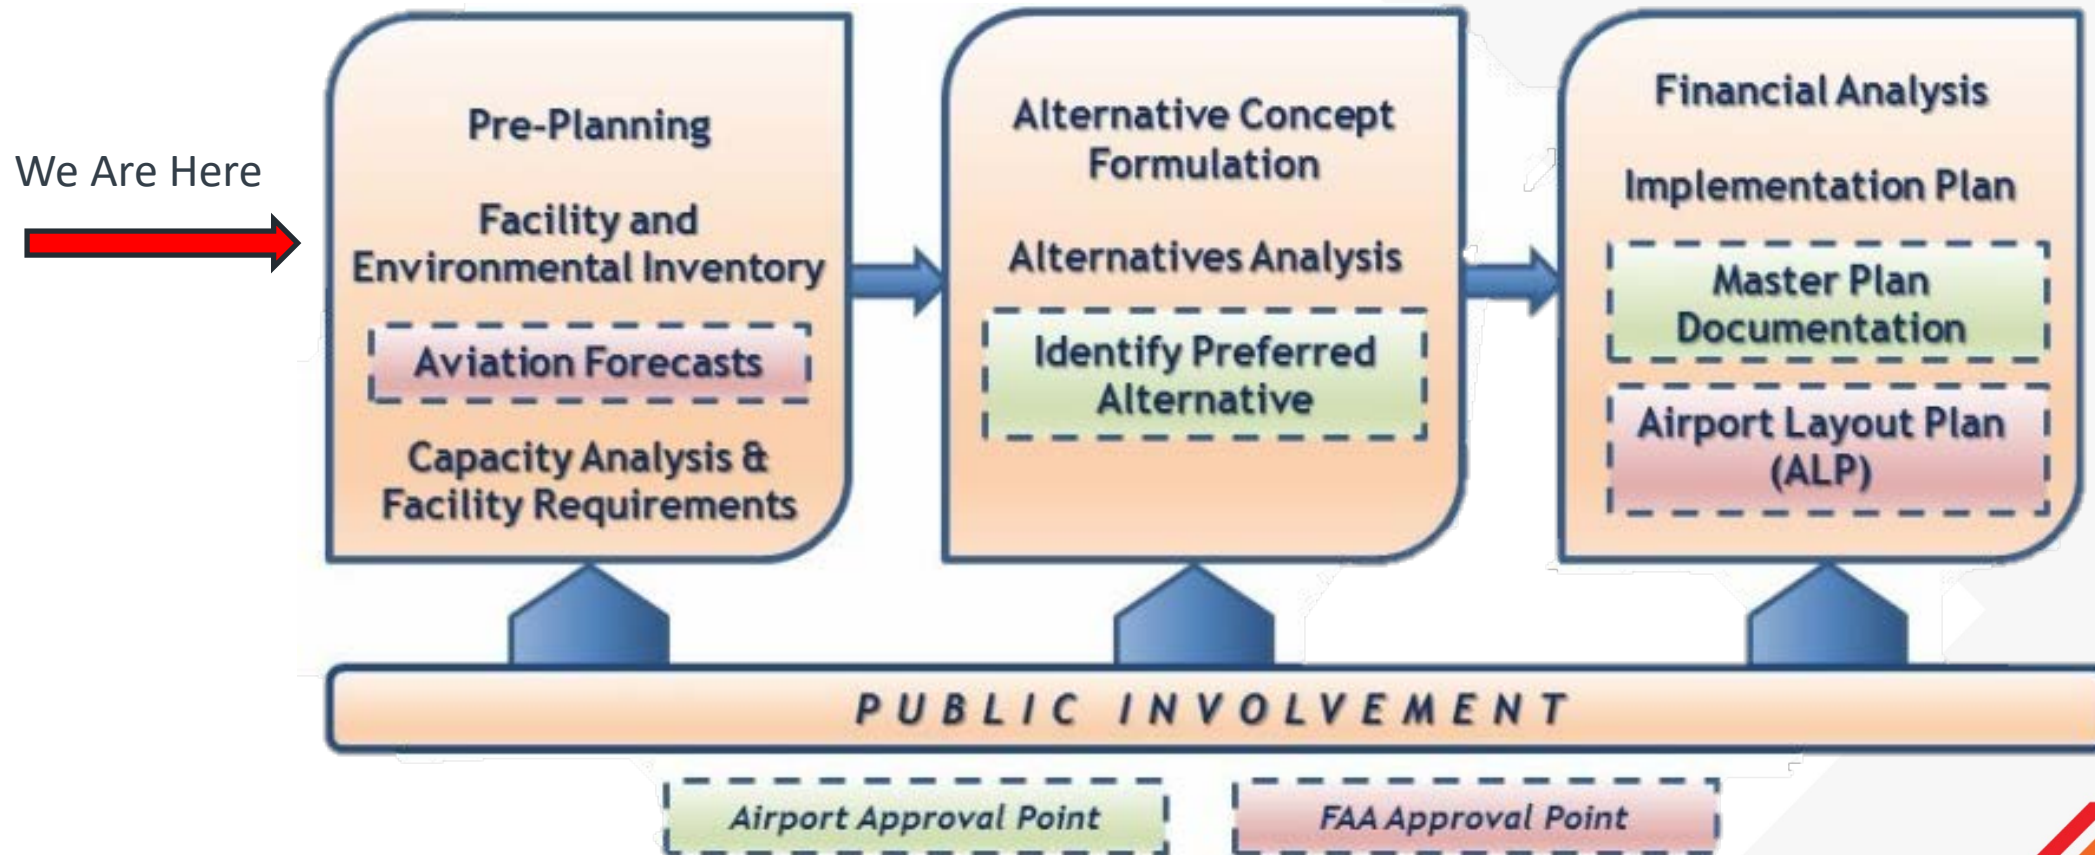 We Are Here
Pre-Planning
Facility and
Environmental Inventory
Aviation Forecasts
Capacity Analysis &
Facility Requirements
Alternative Concept
Formulation
Alternatives Analysis
Identify Preferred
Alternative
Financial Analysis
Implementation Plan
Master Plan
Documentation
Airport Layout Plan
(ALP)
PUBLIC INVOLVEMENT
Airport Approval Point
FAA Approval Point